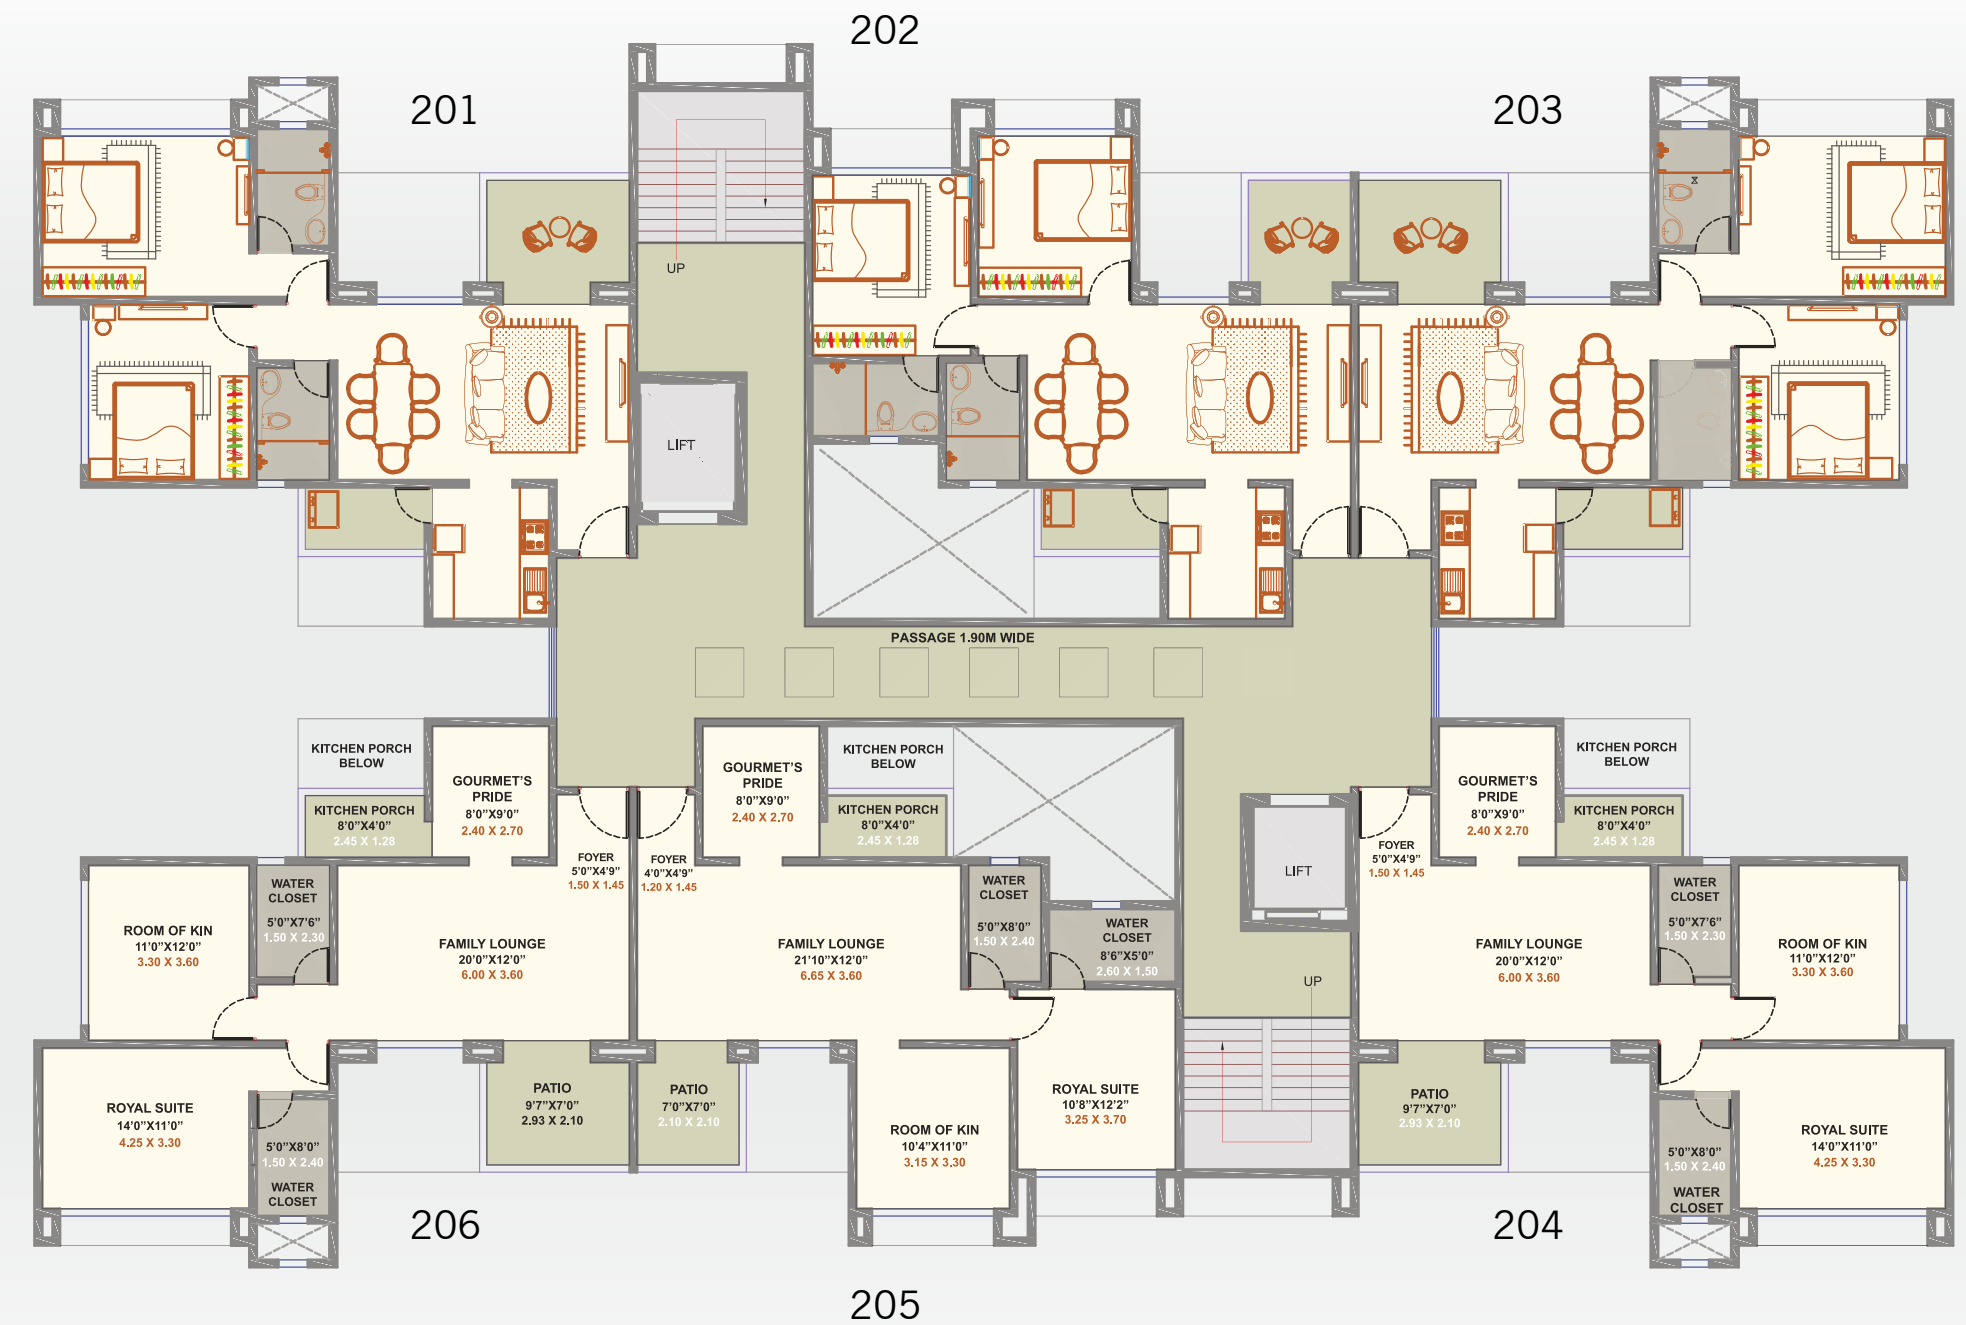 202
201
203
UP
LIFT
PASSAGE 1.90M WIDE
KITCHEN PORCH
BELOW
GOURMET'S
PRIDE
8'0"X9'0"
2.40 X 2.70
KITCHEN PORCH
8'0"X4'0"
2.45 X 1.28
GOURMET'S
PRIDE
8'0"X9'0"
2.40 X 2.70
KITCHEN PORCH
BELOW
KITCHEN PORCH
8'0"X4'0"
2.45 X 1.28
GOURMET'S
PRIDE
8'0"X9'0"
2.40 X 2.70
KITCHEN PORCH
BELOW
KITCHEN PORCH
8'0"X4'0"
2.45 X 1.28
FOYER
5'0"X4'9"
1.50 X 1.45
FOYER
4'0"X4'9"
1.20 X 1.45
LIFT
FOYER
5'0"X4'9"
1.50 X 1.45
ROOM OF KIN
11'0"X12'0"
3.30 X 3.60
WATER
CLOSET
5'0"X7'6"
1.50 X 2.30
FAMILY LOUNGE
20'0"X12'0"
6.00 X 3.60
FAMILY LOUNGE
21'10"X12'0"
6.65 X 3.60
WATER
CLOSET
5'0"X8'0"
1.50 X 2.40
WATER
CLOSET
8'6"X5'0"
2.60 X 1.50
UP
FAMILY LOUNGE
20'0"X12'0"
6.00 X 3.60
WATER
CLOSET
5'0"X7'6"
1.50 X 2.30
ROOM OF KIN
11'0"X12'0"
3.30 X 3.60
ROYAL SUITE
14'0"X11'0"
4.25 X 3.30
5'0"X8'0"
1.50 X 2.40
WATER
CLOSET
PATIO
9'7"X7'0"
2.93 X 2.10
PATIO
7'0"X7'0"
2.10 X 2.10
ROOM OF KIN
10'4"X11'0"
3.15 X 3.30
ROYAL SUITE
10'8"X12'2"
3.25 X 3.70
PATIO
9'7"X7'0"
2.93 X 2.10
5'0"X8'0"
1.50 X 2.40
WATER
CLOSET
ROYAL SUITE
14'0"X11'0"
4.25 X 3.30
206
204
205